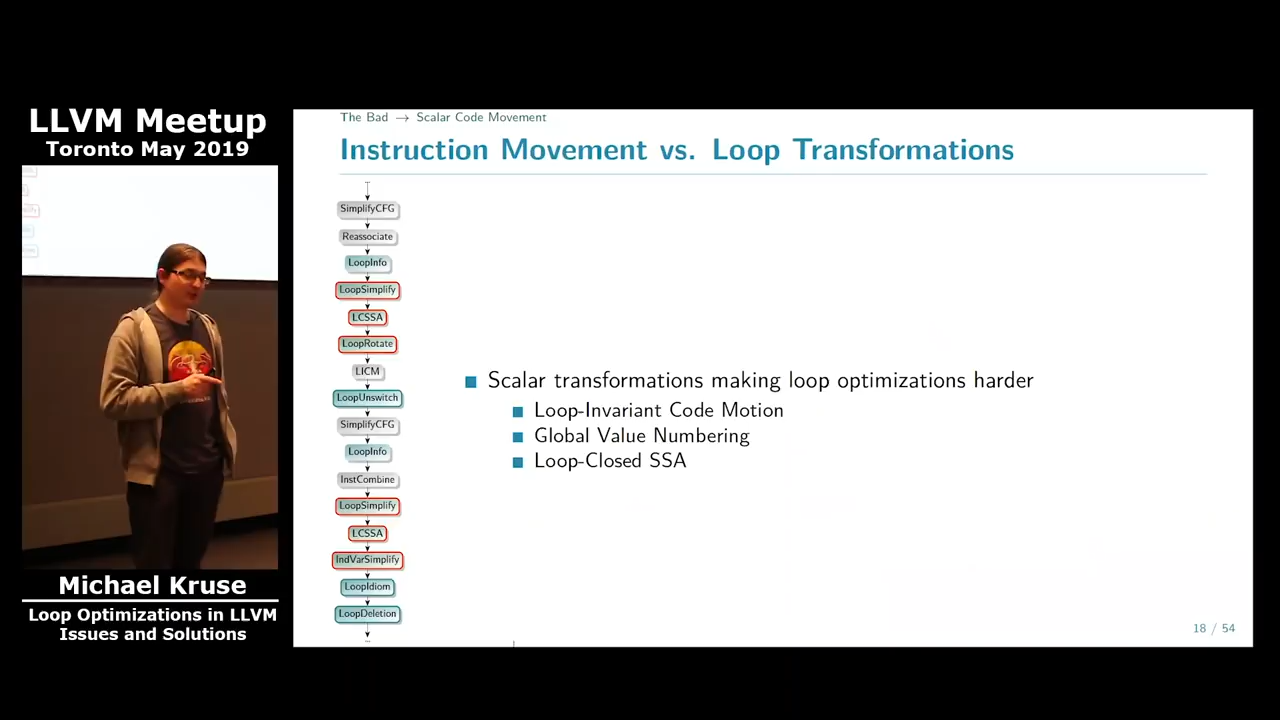 LLVM Meetup
Toronto May 2019
Michael Kruse
Loop Optimizations in LLVM
Issues and Solutions
The Bad → Scalar Code Movement
Instruction Movement vs. Loop Transformations
SimplifyCFG
Reassociate
LoopInfo
LoopSimplify
LCSSA
LoopRotate
LICM
LoopUnswitch
SimplifyCFG
LoopInfo
InstCombine
LoopSimplify
LCSSA
IndVarSimplify
LoopIdiom
LoopDeletion
Scalar transformations making loop optimizations harder
Loop-Invariant Code Motion
Global Value Numbering
Loop-Closed SSA
18 / 54